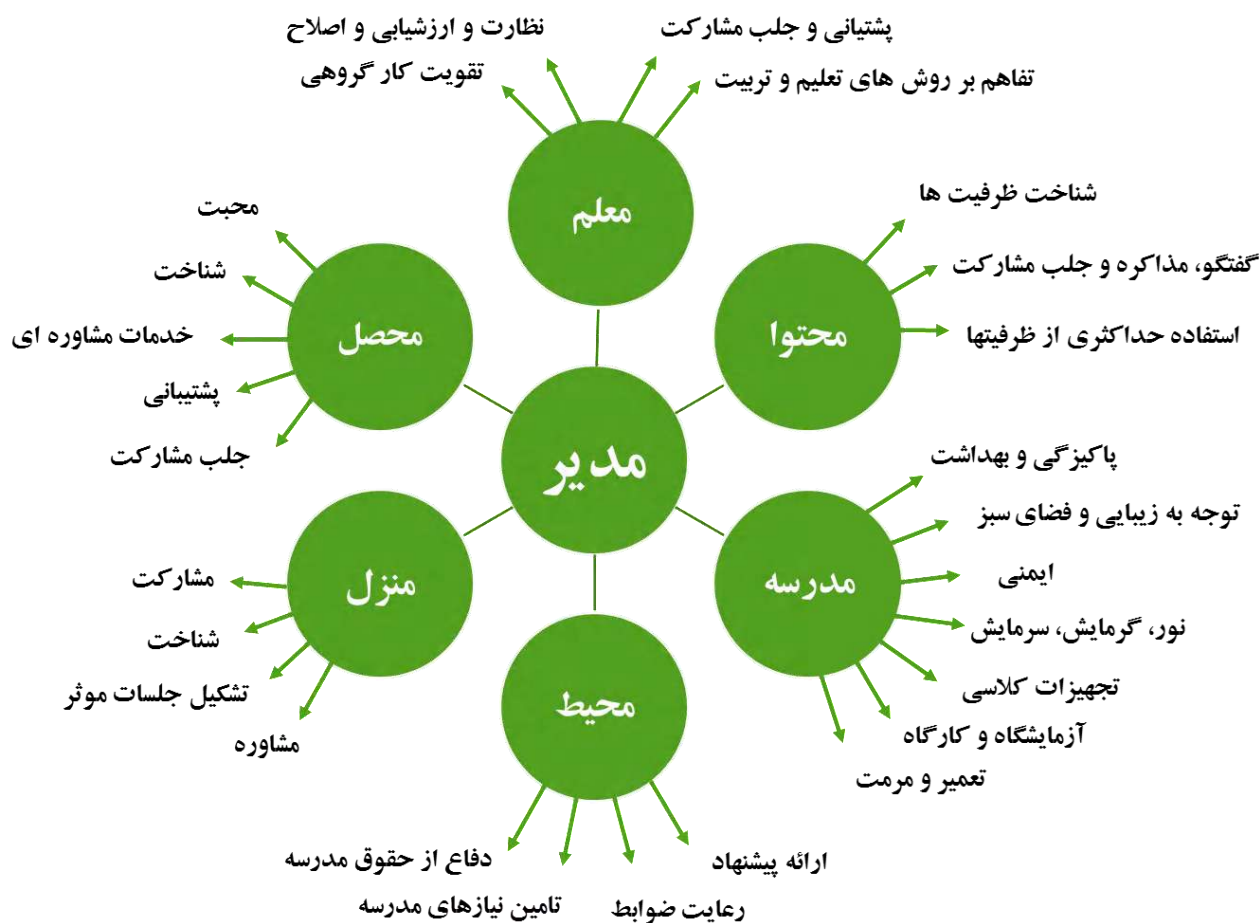 پشتیانی و جلب مشارکت
نظارت و ارزشیابی و اصلاح
تفاهم بر روش های تعلیم و تربیت
تقویت کار گروهی
معلم
شناخت ظرفیت ها
گفتگو، مذاکره و جلب مشارکت
استفاده حداکثری از ظرفیتها
محتوا
محبت
شناخت
خدمات مشاوره ای
پشتیبانی
جلب مشارکت
محصل
مدیر
پاکیزگی و بهداشت
توجه به زیبایی و فضای سبز
ایمنی
نور، گرمایش، سرمایش
تجهیزات کلاسی
آزمایشگاه و کارگاه
تعمیر و مرمت
مدرسه
منزل
مشارکت
شناخت
تشکیل جلسات موثر
مشاوره
محیط
ارائه پیشنهاد
رعایت ضوابط
تامین نیازهای مدرسه
دفاع از حقوق مدرسه